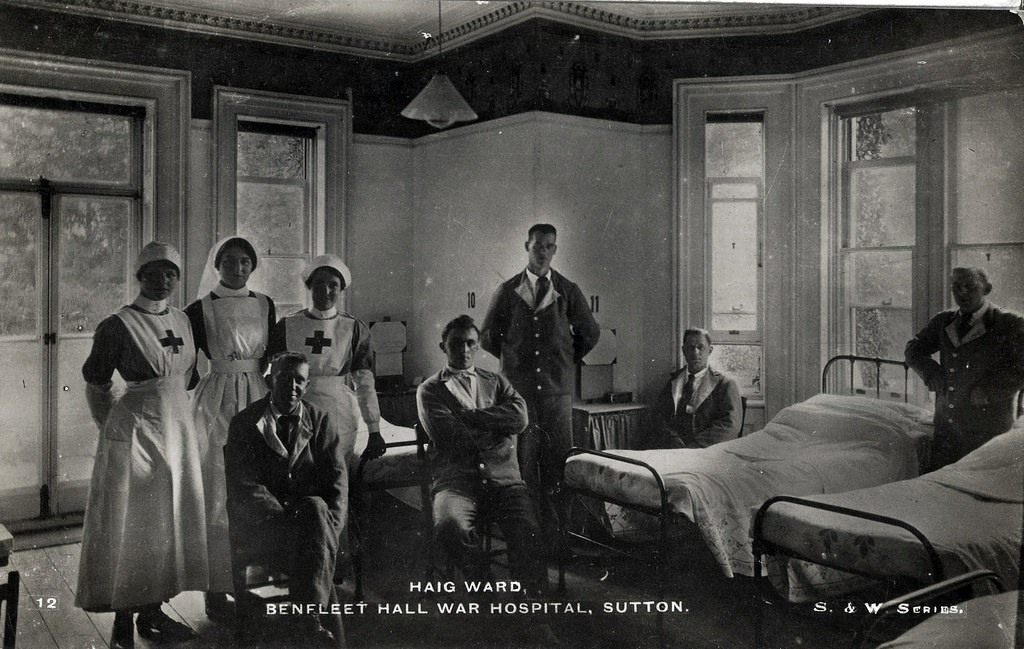 10
11
HAIG WARD,
12
BENFLEET HALL WAR HOSPITAL, SUTTON.
S. & W. SERIES.